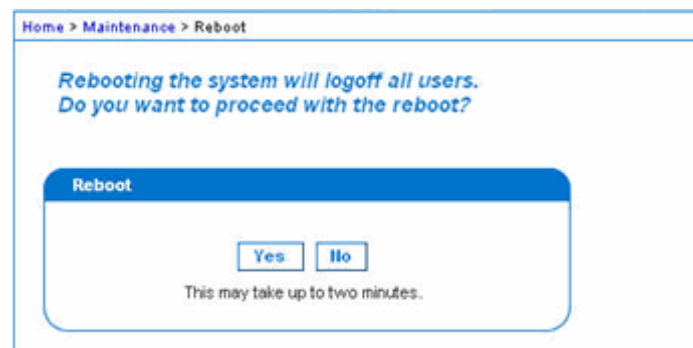 Home > Maintenance > Reboot
Rebooting the system will logoff all users.
Do you want to proceed with the reboot?
Reboot
Yes No
This may take up to two minutes.